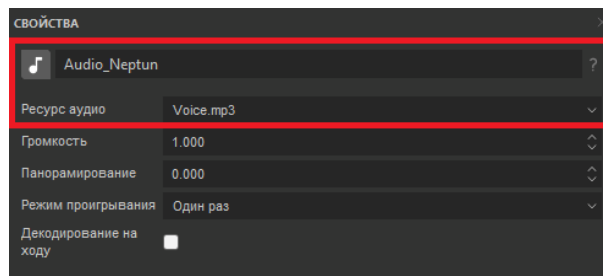 СВОЙСТВА
Audio_Neptun ?
Ресурс аудио Voice.mp3
Громкость 1.000
Панорамирование 0.000
Режим проигрывания Один раз
Декодирование на
ходу